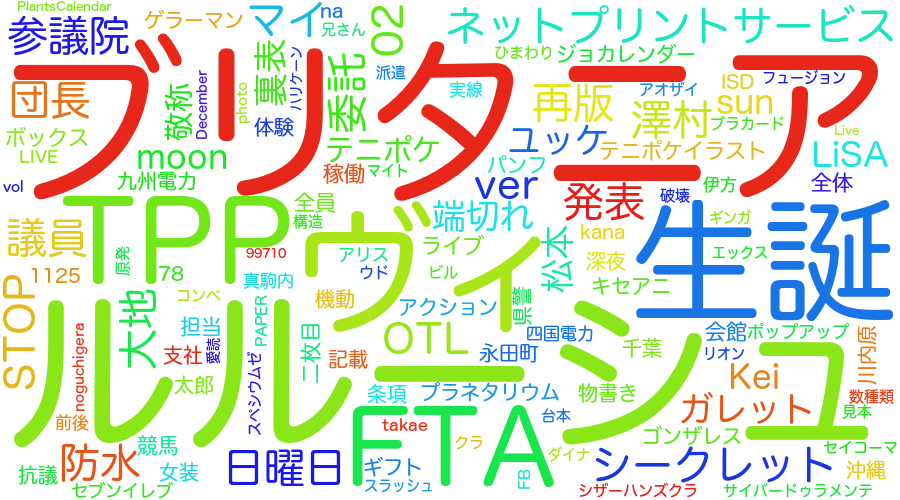 PlantsCalendar
ゲラーマン
マイ
na
兄さん
02
ネットプリントサービス
参議院
ブリタニア
ひまわり
ジョカレンダー
団長
敬称
December
photo
裏表
ハリケーン
委託
派遣
実線
再版
アオザイ
ISD
フュージョン
sun
澤村
プラカード
ボックス
LIVE
体験
テニポケ
ユッケ
テニポケイラスト
Live
LiSA
moon
vol
九州電力
稼働
マイト
ver
パンフ
発表
伊方
全体
破壊
議員
TPP
全員
構造
ヴィ
端切れ
kana
生誕
ギンガ
原発
99710
アリス
ライブ
松本
深夜
エックス
1125
78
真駒内
ウド
ビル
キセアニ
STOP
大地
コンベ
機動
アクション
県警
ルルーシュ
担当
PAPER
二枚目
OTL
四国電力
会館
ポップアップ
noguchigera
支社
愛読
記載
永田町
千葉
リオン
川内原
太郎
スペシウムゼ
条項
プラネタリウム
物書き
Kei
数種類
前後
FTA
takae
台本
ガレット
見本
防水
競馬
クラ
ゴンザレス
セイコーマ
抗議
女装
日曜日
ギフト
ダイナ
シークレット
沖縄
セブンイレブ
スラッシュ
FB
シザーハンズクラ
サイバードゥラメンテ